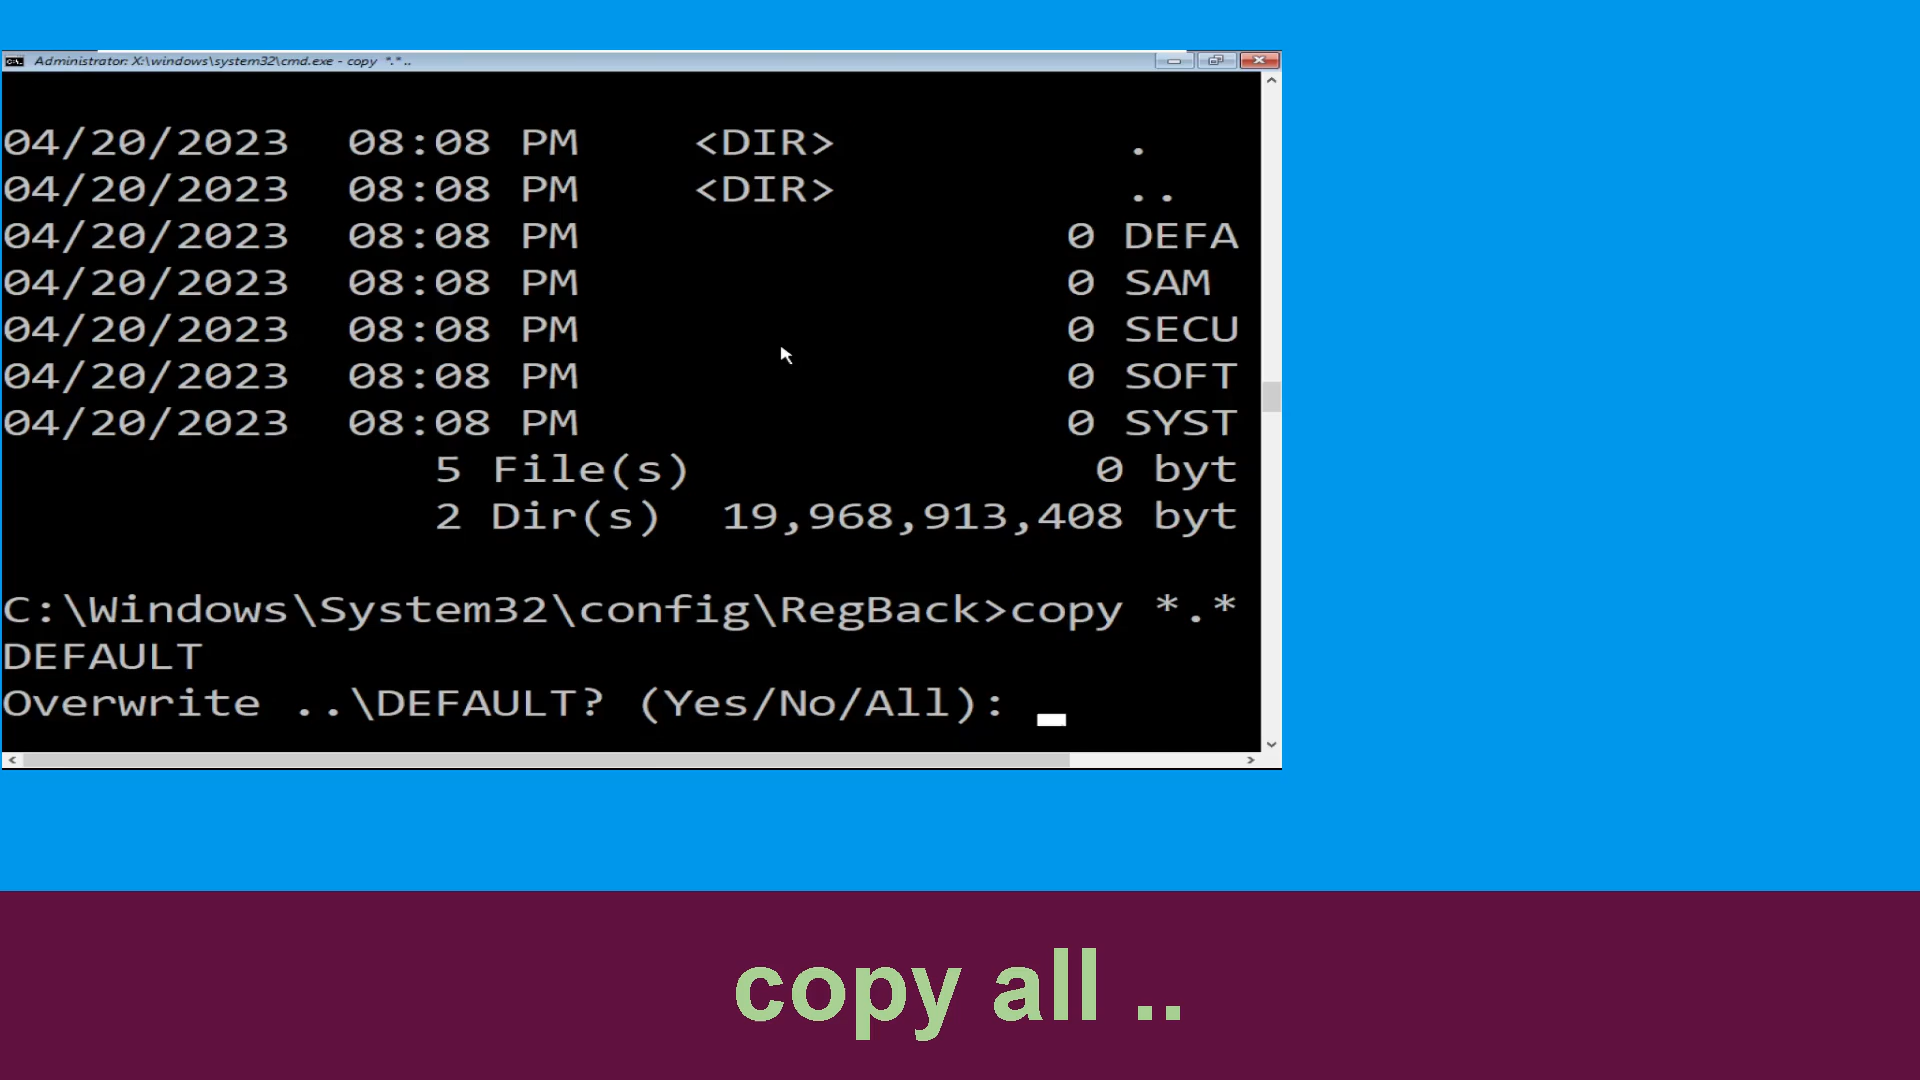 Administrator: X:\windows\system32\cmd.exe - copy *.* ..
04/20/2023 08:08 PM <DIR> .
04/20/2023 08:08 PM <DIR> ..
04/20/2023 08:08 PM 0 DEFA
04/20/2023 08:08 PM 0 SAM
04/20/2023 08:08 PM 0 SECU
04/20/2023 08:08 PM 0 SOFT
04/20/2023 08:08 PM 0 SYST
5 File(s) 0 byt
2 Dir(s) 19,968,913,408 byt
C:\Windows\System32\config\RegBack>copy *.*
DEFAULT
Overwrite ..\DEFAULT? (Yes/No/All):
copy all ..